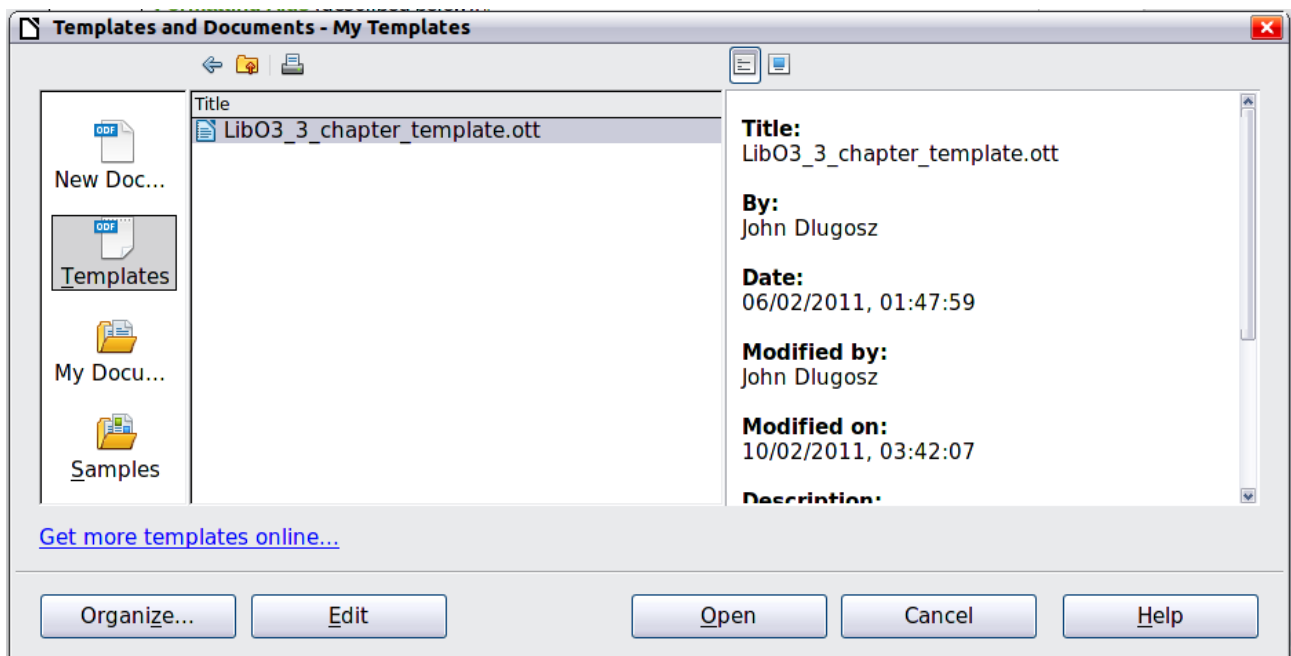 Templates and Documents - My Templates
Title
LibO3_3_chapter_template.ott
ODF
New Doc...
ODF
Templates
My Docu...
Samples
Title:
LibO3_3_chapter_template.ott
By:
John Dlugosz
Date:
06/02/2011, 01:47:59
Modified by:
John Dlugosz
Modified on:
10/02/2011, 03:42:07
Description:
Get more templates online...
Organize...
Edit
Open
Cancel
Help